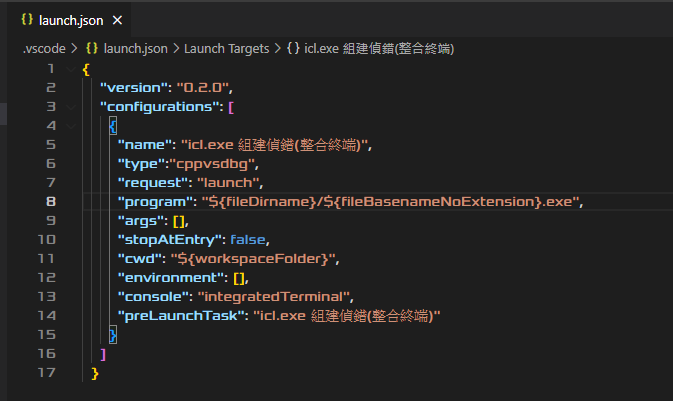 {} launch.json ×
.vscode > {} launch.json > Launch Targets > {} icl.exe 組建偵錯(整合終端)
1 {
2 "version": "0.2.0",
3 "configurations": [
4 {
5 "name": "icl.exe 組建偵錯(整合終端)",
6 "type":"cppvsdbg",
7 "request": "launch",
8 "program": "${fileDirname}/${fileBasenameNoExtension}.exe",
9 "args": [],
10 "stopAtEntry": false,
11 "cwd": "${workspaceFolder}",
12 "environment": [],
13 "console": "integratedTerminal",
14 "preLaunchTask": "icl.exe 組建偵錯(整合終端)"
15 }
16 ]
17 }